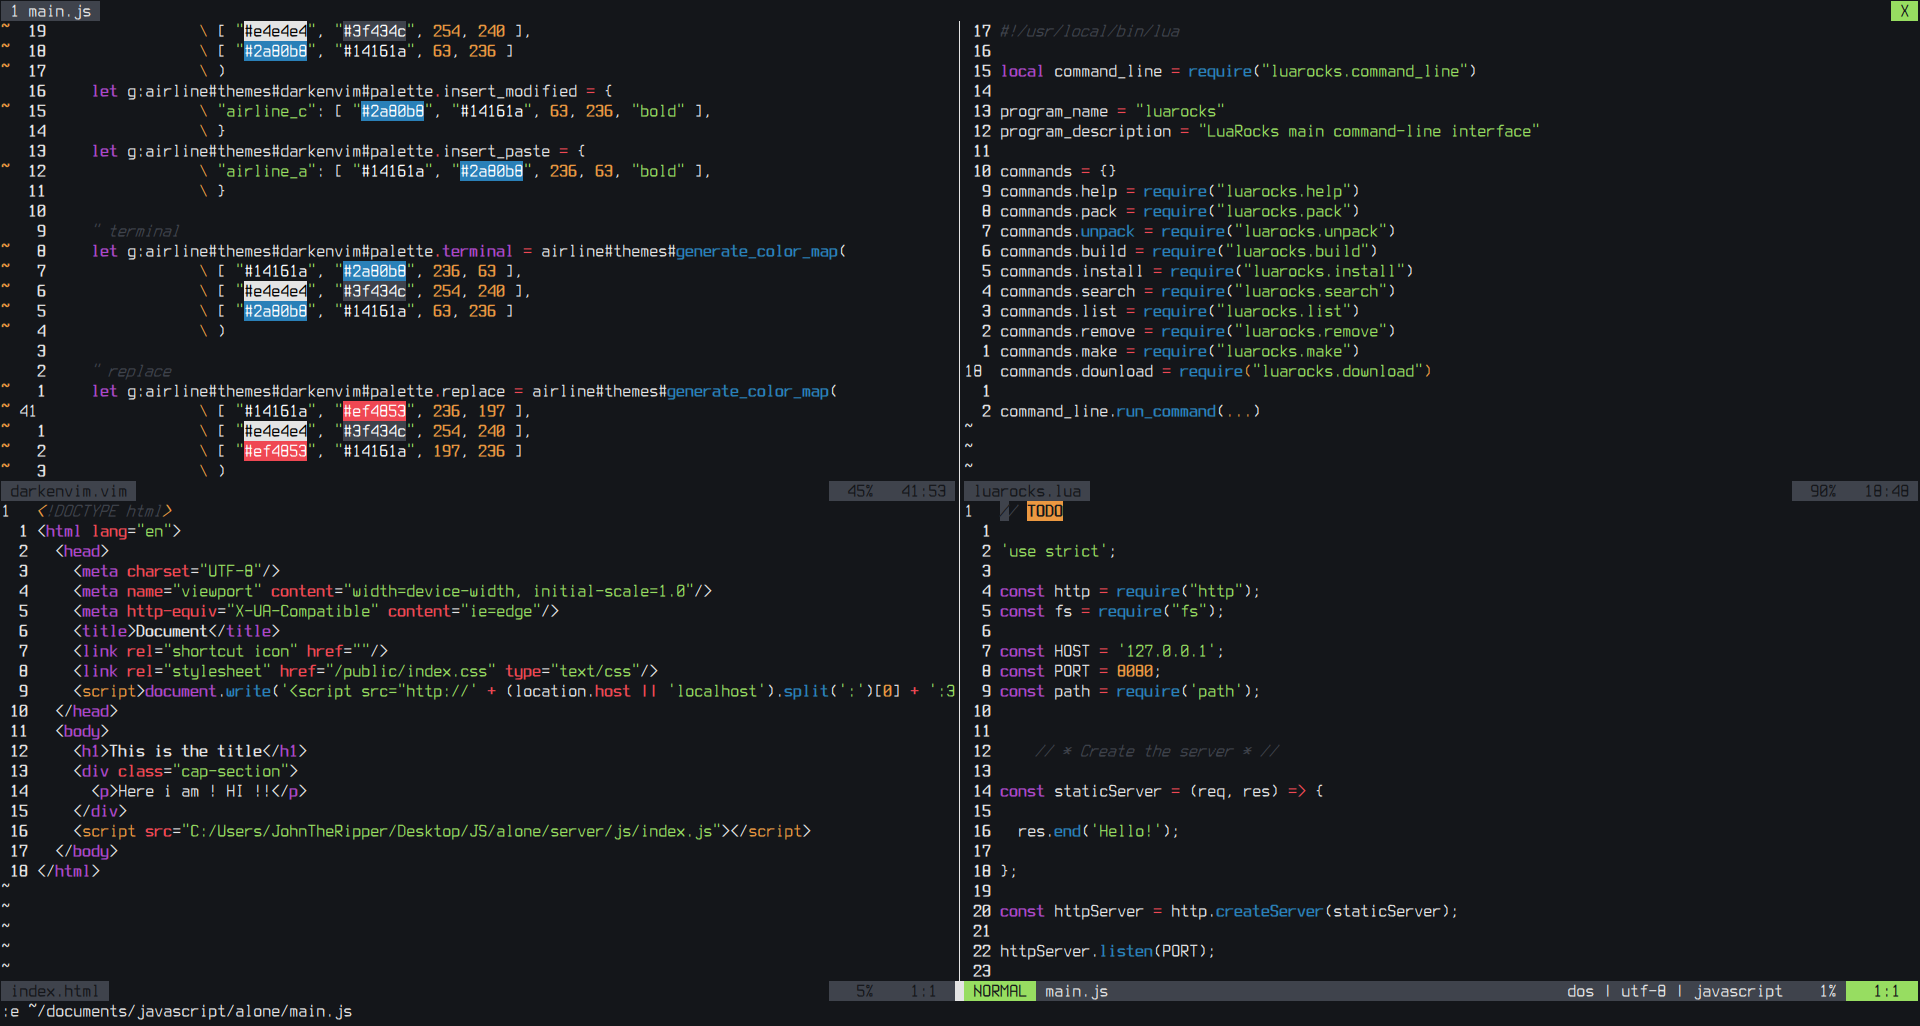 1 main.js X
~ 19 \ [ "#e4e4e4", "#3f434c", 254, 240 ],
~ 18 \ [ "#2a80b8", "#14161a", 63, 236 ]
~ 17 \ )
16 let g:airline#themes#darkenvim#palette.insert_modified = {
~ 15 \ "airline_c": [ "#2a80b8", "#14161a", 63, 236, "bold" ],
14 \ }
13 let g:airline#themes#darkenvim#palette.insert_paste = {
~ 12 \ "airline_a": [ "#14161a", "#2a80b8", 236, 63, "bold" ],
11 \ }
10
9 " terminal
~ 8 let g:airline#themes#darkenvim#palette.terminal = airline#themes#generate_color_map(
~ 7 \ [ "#14161a", "#2a80b8", 236, 63 ],
~ 6 \ [ "#e4e4e4", "#3f434c", 254, 240 ],
~ 5 \ [ "#2a80b8", "#14161a", 63, 236 ]
~ 4 \ )
3
2 " replace
~ 1 let g:airline#themes#darkenvim#palette.replace = airline#themes#generate_color_map(
~ 41 \ [ "#14161a", "#ef4853", 236, 197 ],
~ 1 \ [ "#e4e4e4", "#3f434c", 254, 240 ],
~ 2 \ [ "#ef4853", "#14161a", 197, 236 ]
~ 3 \ )
darkenvim.vim 45% 41:53
17 #!/usr/local/bin/lua
16
15 local command_line = require("luarocks.command_line")
14
13 program_name = "luarocks"
12 program_description = "LuaRocks main command-line interface"
11
10 commands = {}
9 commands.help = require("luarocks.help")
8 commands.pack = require("luarocks.pack")
7 commands.unpack = require("luarocks.unpack")
6 commands.build = require("luarocks.build")
5 commands.install = require("luarocks.install")
4 commands.search = require("luarocks.search")
3 commands.list = require("luarocks.list")
2 commands.remove = require("luarocks.remove")
1 commands.make = require("luarocks.make")
18 commands.download = require("luarocks.download")
1
2 command_line.run_command(...)
~
~
~
luarocks.lua 90% 18:48
1 <!DOCTYPE html>
1 <html lang="en">
2 <head>
3 <meta charset="UTF-8"/>
4 <meta name="viewport" content="width=device-width, initial-scale=1.0"/>
5 <meta http-equiv="X-UA-Compatible" content="ie=edge"/>
6 <title>Document</title>
7 <link rel="shortcut icon" href=""/>
8 <link rel="stylesheet" href="/public/index.css" type="text/css"/>
9 <script>document.write('<script src="http://' + (location.host || 'localhost').split(':')[0] + ':3
10 </head>
11 <body>
12 <h1>This is the title</h1>
13 <div class="cap-section">
14 <p>Here i am ! HI !!</p>
15 </div>
16 <script src="C:/Users/JohnTheRipper/Desktop/JS/alone/server/js/index.js"></script>
17 </body>
18 </html>
~
~
~
~
~
index.html 5% 1:1
1 // TODO
1
2 'use strict';
3
4 const http = require("http");
5 const fs = require("fs");
6
7 const HOST = '127.0.0.1';
8 const PORT = 8080;
9 const path = require('path');
10
11
12 // * Create the server * //
13
14 const staticServer = (req, res) => {
15
16 res.end('Hello!');
17
18 };
19
20 const httpServer = http.createServer(staticServer);
21
22 httpServer.listen(PORT);
23
NORMAL main.js dos | utf-8 | javascript 1% 1:1
:e ~/documents/javascript/alone/main.js